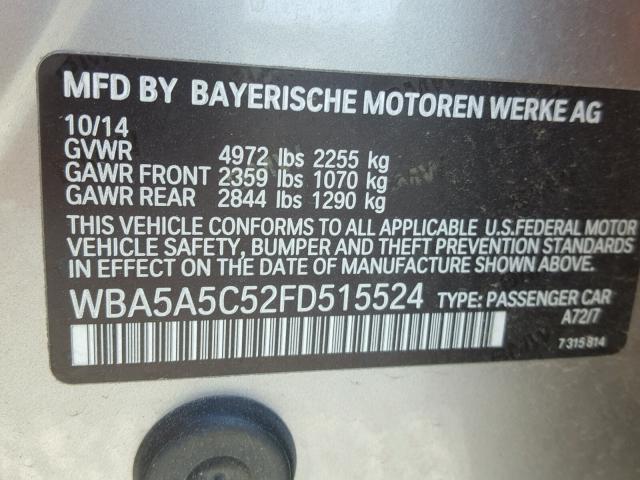 MFD BY BAYERISCHE MOTOREN WERKE AG
10/14
GVWR 4972 lbs 2255 kg
GAWR FRONT 2359 lbs 1070 kg
GAWR REAR 2844 lbs 1290 kg
THIS VEHICLE CONFORMS TO ALL APPLICABLE U.S.FEDERAL MOTOR
VEHICLE SAFETY, BUMPER AND THEFT PREVENTION STANDARDS
IN EFFECT ON THE DATE OF MANUFACTURE SHOWN ABOVE.
WBA5A5C52FD515524 TYPE: PASSENGER CAR
A72/7
7 315 814